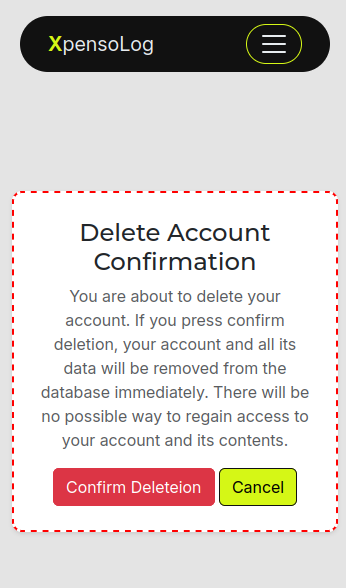 XpensoLog
Delete Account
Confirmation
You are about to delete your
account. If you press confirm
deletion, your account and all its
data will be removed from the
database immediately. There will be
no possible way to regain access to
your account and its contents.
Confirm Deleteion Cancel